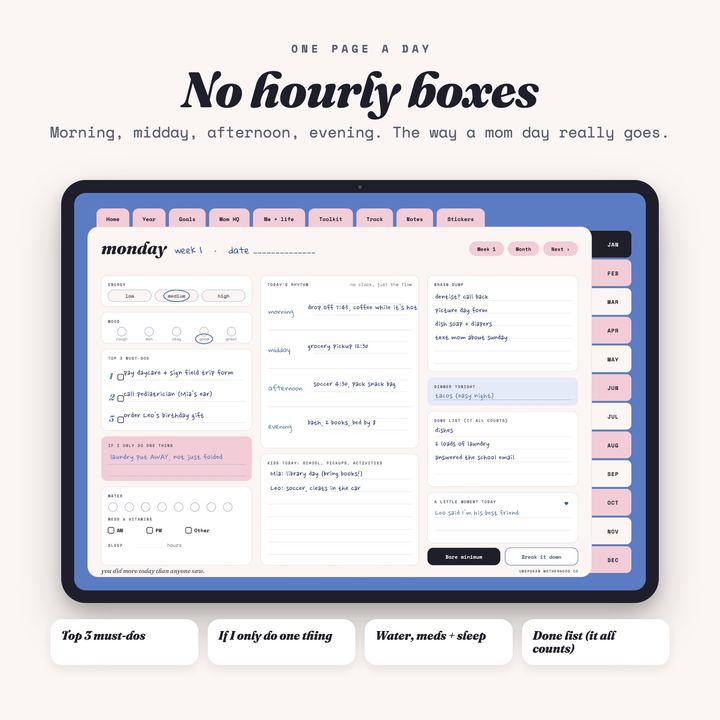 ONE PAGE A DAY
No hourly boxes
Morning, midday, afternoon, evening. The way a mom day really goes.
Home Year Goals Mom HQ Me + life Toolkit Track Notes Stickers
monday week 1 · date ______________
Week 1 Month Next ›
ENERGY
low medium high
MOOD
rough meh okay good great
TOP 3 MUST-DOS
1 pay daycare + sign field trip form
2 call pediatrician (Mia's ear)
3 order Leo's birthday gift
IF I ONLY DO ONE THING
laundry put AWAY, not just folded
WATER
MEDS & VITAMINS
AM PM Other
SLEEP ________ hours
TODAY'S RHYTHM no clock, just the flow
morning drop off 7:45, coffee while it's hot
midday grocery pickup 12:30
afternoon soccer 4:30, pack snack bag
evening bath, 2 books, bed by 8
KIDS TODAY: SCHOOL, PICKUPS, ACTIVITIES
Mia: library day (bring books!)
Leo: soccer, cleats in the car
BRAIN DUMP
dentist? call back
picture day form
dish soap + diapers
text mom about sunday
DINNER TONIGHT
tacos (easy night)
DONE LIST (IT ALL COUNTS)
dishes
2 loads of laundry
answered the school email
A LITTLE MOMENT TODAY
Leo said i'm his best friend
Bare minimum Break it down
you did more today than anyone saw.
UNSPOKEN MOTHERHOOD CO
JAN
FEB
MAR
APR
MAY
JUN
JUL
AUG
SEP
OCT
NOV
DEC
Top 3 must-dos
If I only do one thing
Water, meds + sleep
Done list (it all
counts)